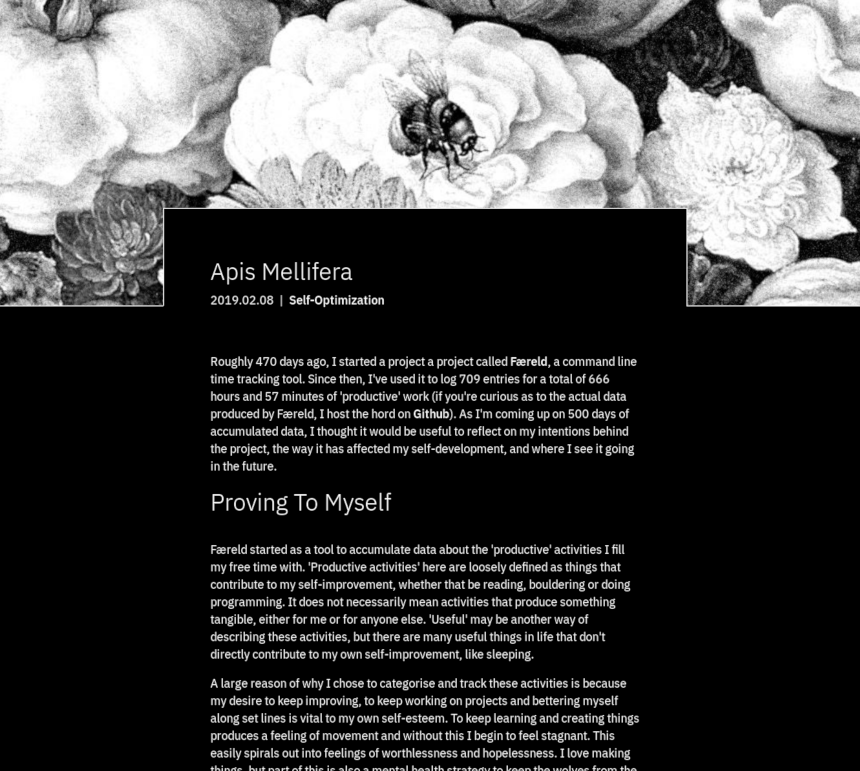 Apis Mellifera
2019.02.08 | Self-Optimization
Roughly 470 days ago, I started a project a project called Færeld, a command line
time tracking tool. Since then, I've used it to log 709 entries for a total of 666
hours and 57 minutes of 'productive' work (if you're curious as to the actual data
produced by Færeld, I host the hord on Github). As I'm coming up on 500 days of
accumulated data, I thought it would be useful to reflect on my intentions behind
the project, the way it has affected my self-development, and where I see it going
in the future.
Proving To Myself
Færeld started as a tool to accumulate data about the 'productive' activities I fill
my free time with. 'Productive activities' here are loosely defined as things that
contribute to my self-improvement, whether that be reading, bouldering or doing
programming. It does not necessarily mean activities that produce something
tangible, either for me or for anyone else. 'Useful' may be another way of
describing these activities, but there are many useful things in life that don't
directly contribute to my own self-improvement, like sleeping.
A large reason of why I chose to categorise and track these activities is because
my desire to keep improving, to keep working on projects and bettering myself
along set lines is vital to my own self-esteem. To keep learning and creating things
produces a feeling of movement and without this I begin to feel stagnant. This
easily spirals out into feelings of worthlessness and hopelessness. I love making
things, but part of this is also a mental health strategy to keep the wolves from the